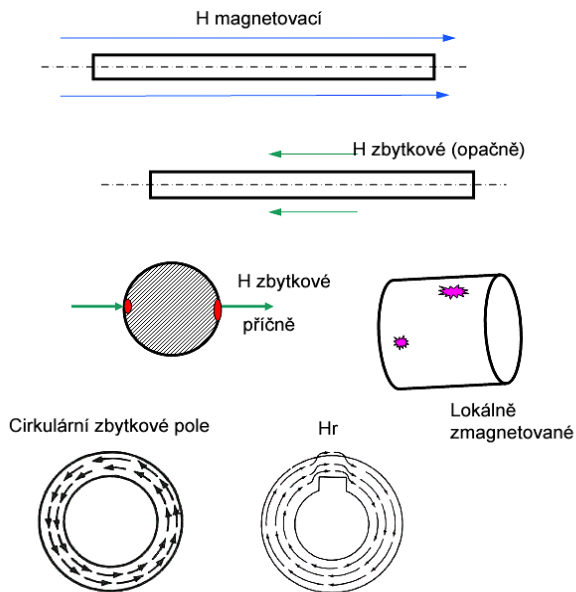 H magnetovací
H zbytkové (opačně)
H zbytkové
příčně
Lokálně
zmagnetované
Cirkulární zbytkové pole
Hr